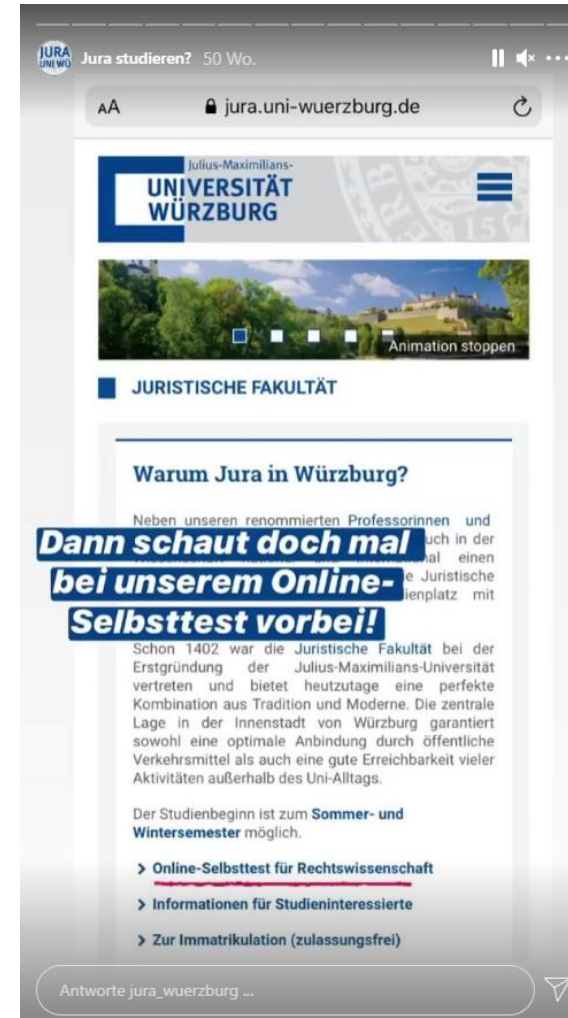 JURA
UNI WÜ
Jura studieren? 50 Wo.
AA jura.uni-wuerzburg.de
Julius-Maximilians-
UNIVERSITÄT
WÜRZBURG
Animation stoppen
JURISTISCHE FAKULTÄT
Warum Jura in Würzburg?
Neben unseren renommierten Professorinnen und
auch in der
einen
Juristische
mit
Dann schaut doch mal
bei unserem Online-
Selbsttest vorbei!
Schon 1402 war die Juristische Fakultät bei der
Erstgründung der Julius-Maximilians-Universität
vertreten und bietet heutzutage eine perfekte
Kombination aus Tradition und Moderne. Die zentrale
Lage in der Innenstadt von Würzburg garantiert
sowohl eine optimale Anbindung durch öffentliche
Verkehrsmittel als auch eine gute Erreichbarkeit vieler
Aktivitäten außerhalb des Uni-Alltags.
Der Studienbeginn ist zum Sommer- und
Wintersemester möglich.
> Online-Selbsttest für Rechtswissenschaft
> Informationen für Studieninteressierte
> Zur Immatrikulation (zulassungsfrei)
Antworte jura_wuerzburg ...